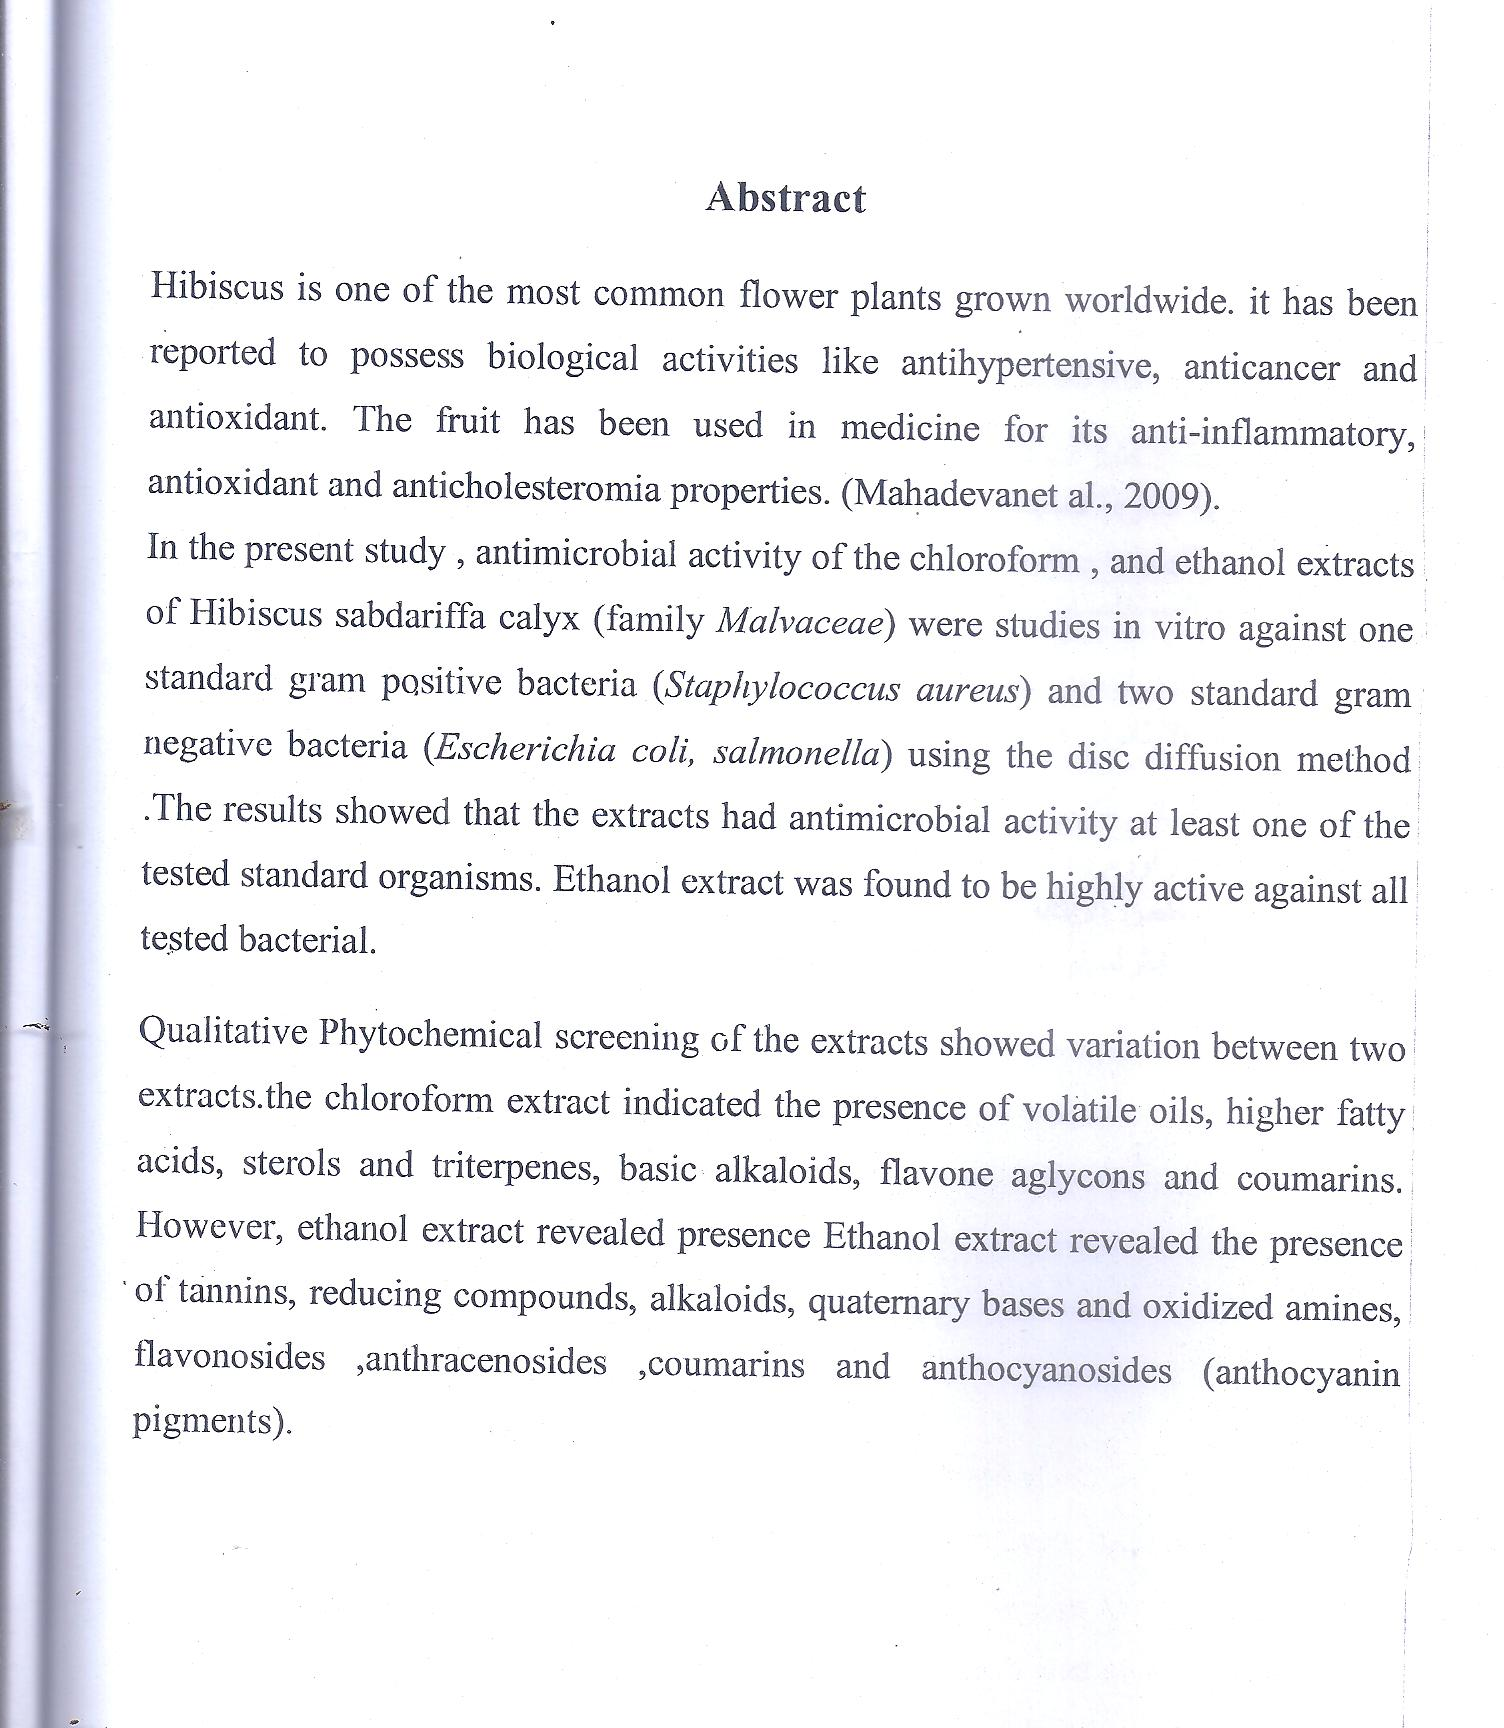 Abstract
Hibiscus is one of the most common flower plants grown worldwide. it has been
reported to possess biological activities like antihypertensive, anticancer and
antioxidant. The fruit has been used in medicine for its anti-inflammatory,
antioxidant and anticholesteromia properties. (Mahadevanet al., 2009).
In the present study , antimicrobial activity of the chloroform , and ethanol extracts
of Hibiscus sabdariffa calyx (family Malvaceae) were studies in vitro against one
standard gram positive bacteria (Staphylococcus aureus) and two standard gram
negative bacteria (Escherichia coli, salmonella) using the disc diffusion method
.The results showed that the extracts had antimicrobial activity at least one of the
tested standard organisms. Ethanol extract was found to be highly active against all
tested bacterial.
Qualitative Phytochemical screening of the extracts showed variation between two
extracts.the chloroform extract indicated the presence of volatile oils, higher fatty
acids, sterols and triterpenes, basic alkaloids, flavone aglycons and coumarins.
However, ethanol extract revealed presence Ethanol extract revealed the presence
of tannins, reducing compounds, alkaloids, quaternary bases and oxidized amines,
flavonosides ,anthracenosides ,coumarins and anthocyanosides (anthocyanin
pigments).